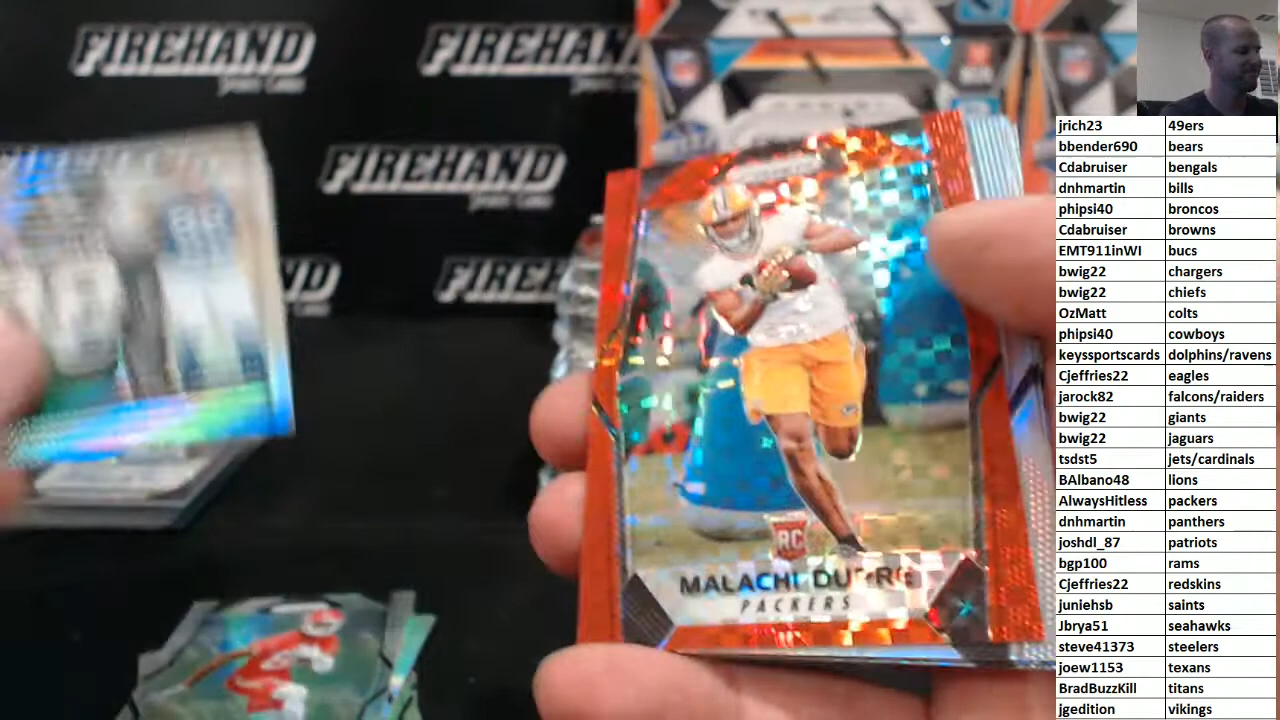 FIREHAND
FIREHAND
FIREHAND
FIREHAND
RC
MALACHI DUPRE
PACKERS
jrich23 49ers
bbender690 bears
Cdabruiser bengals
dnhmartin bills
phipsi40 broncos
Cdabruiser browns
EMT911inWI bucs
bwig22 chargers
bwig22 chiefs
OzMatt colts
phipsi40 cowboys
keyssportscards dolphins/ravens
Cjeffries22 eagles
jarock82 falcons/raiders
bwig22 giants
bwig22 jaguars
tsdst5 jets/cardinals
BAlbano48 lions
AlwaysHitless packers
dnhmartin panthers
joshdl_87 patriots
bgp100 rams
Cjeffries22 redskins
juniehsb saints
Jbrya51 seahawks
steve41373 steelers
joew1153 texans
BradBuzzKill titans
jgedition vikings